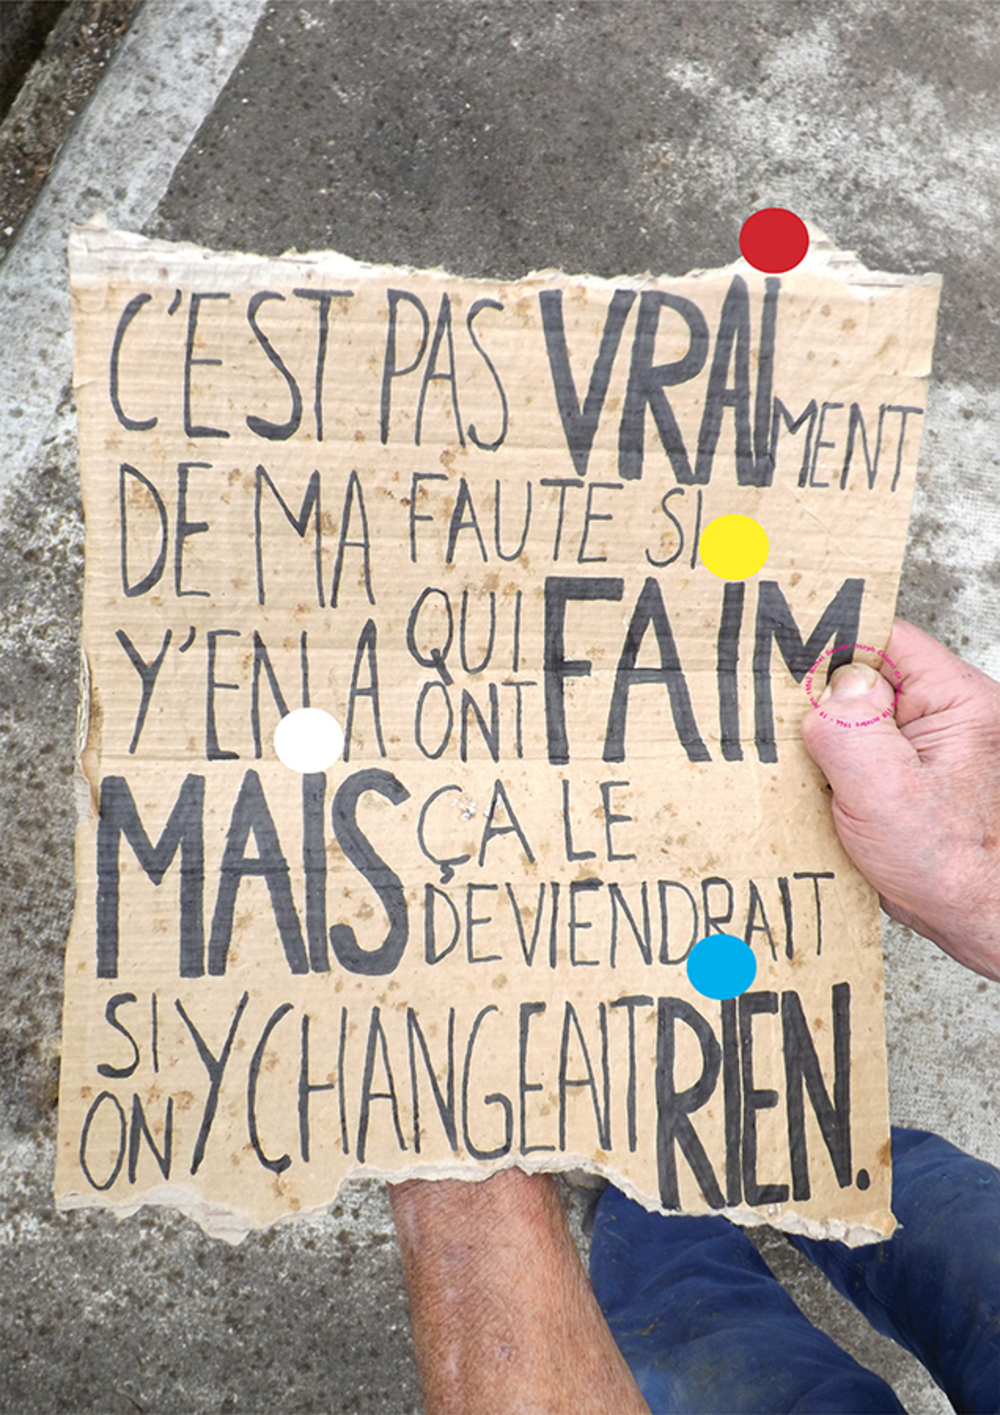 C'EST PAS VRAIMENT
DE MA FAUTE SI
Y'EN A QUI ONT FAIM
MAIS ÇA LE DEVIENDRAIT
SI ON Y CHANGEAIT RIEN.